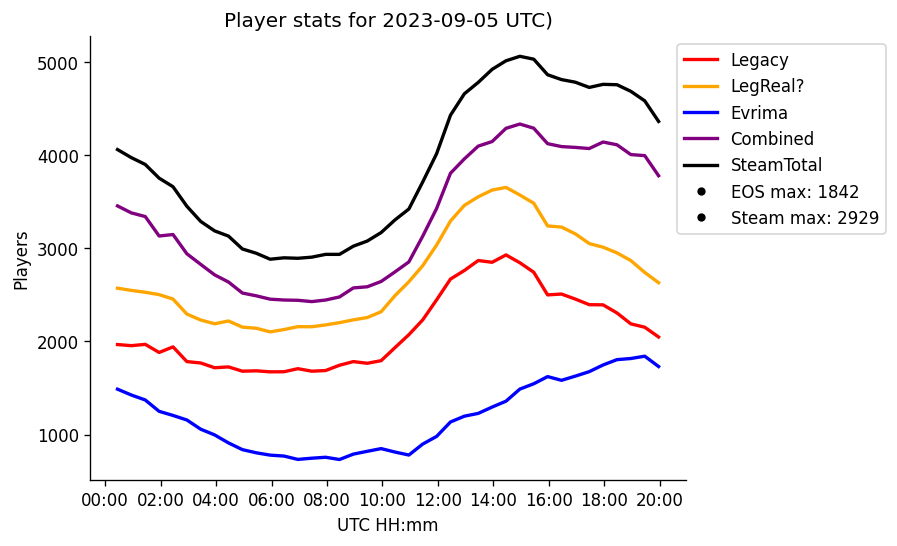 Player stats for 2023-09-05 UTC)
Players
5000
4000
3000
2000
1000
00:00 02:00 04:00 06:00 08:00 10:00 12:00 14:00 16:00 18:00 20:00
UTC HH:mm
Legacy
LegReal?
Evrima
Combined
SteamTotal
EOS max: 1842
Steam max: 2929